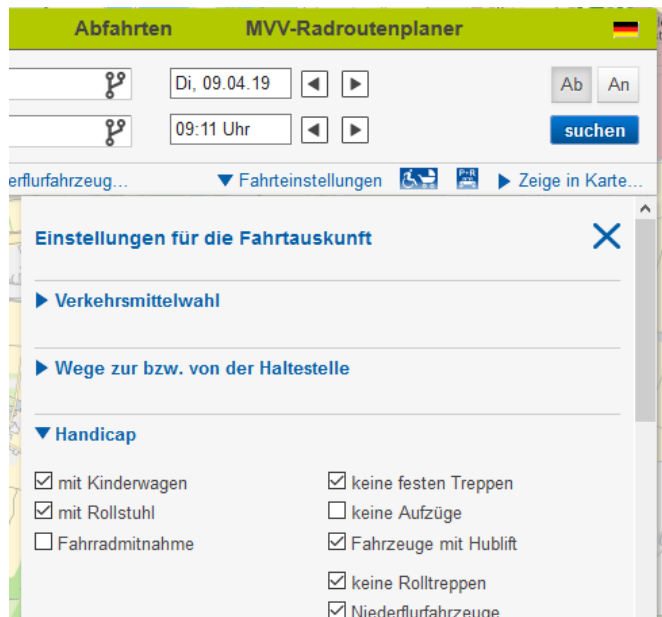 Abfahrten MVV-Radroutenplaner
Di, 09.04.19 Ab An
09:11 Uhr suchen
erflurfahrzeug... Fahrteinstellungen P+R Zeige in Karte...
Einstellungen für die Fahrtauskunft
Verkehrsmittelwahl
Wege zur bzw. von der Haltestelle
Handicap
mit Kinderwagen keine festen Treppen
mit Rollstuhl keine Aufzüge
Fahrradmitnahme Fahrzeuge mit Hublift
keine Rolltreppen
Niederflurfahrzeuge